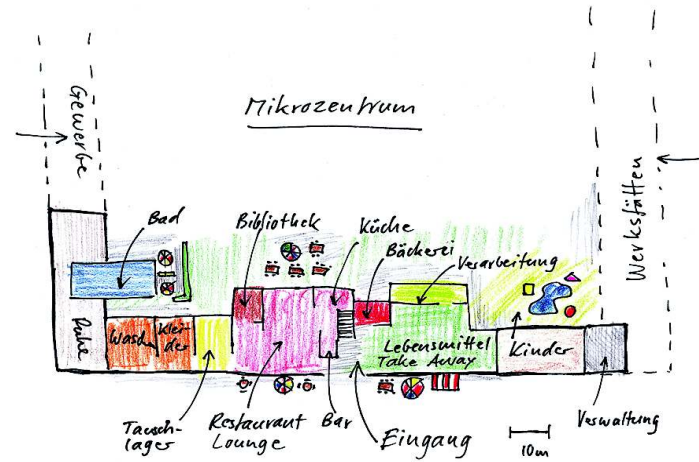 Mikrozentrum
Gewerbe
Werkstätten
Bad
Bibliothek
Küche
Bäckerei
Verarbeitung
Ruhe
Wasch
Klei-
der
Lebensmittel
Take Away
Kinder
Tausch-
lager
Restaurant
Lounge
Bar
Eingang
Verwaltung
10m